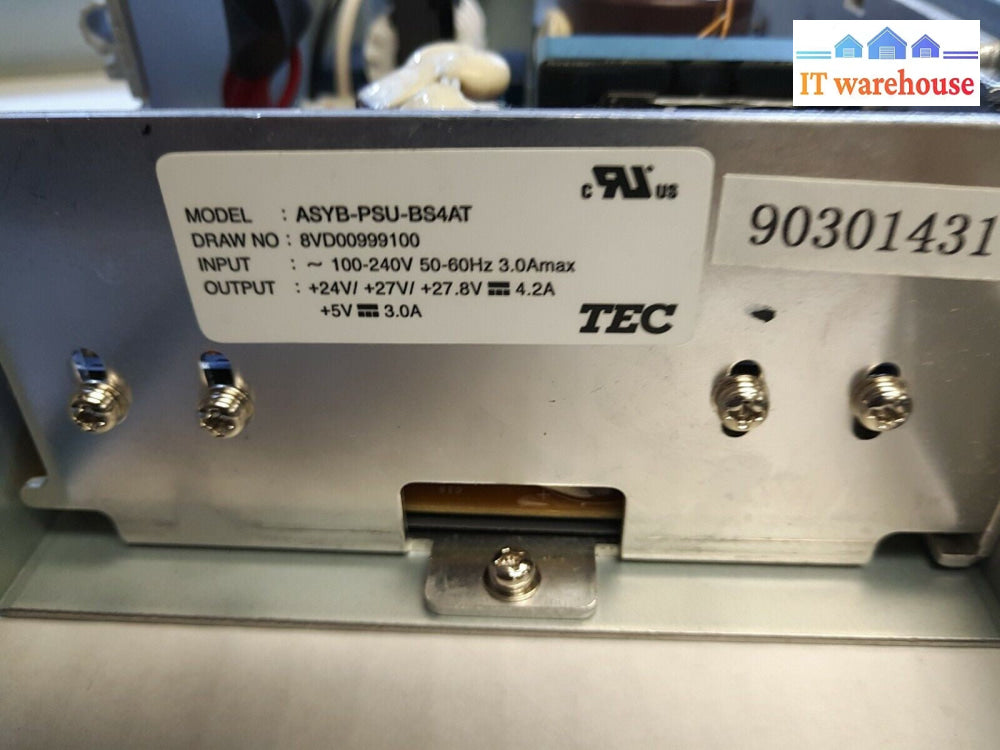 IT warehouse
c RU US
MODEL : ASYB-PSU-BS4AT
DRAW NO : 8VD00999100
INPUT : ~ 100-240V 50-60Hz 3.0Amax
OUTPUT : +24V/ +27V/ +27.8V ⎓ 4.2A
+5V ⎓ 3.0A
TEC
90301431